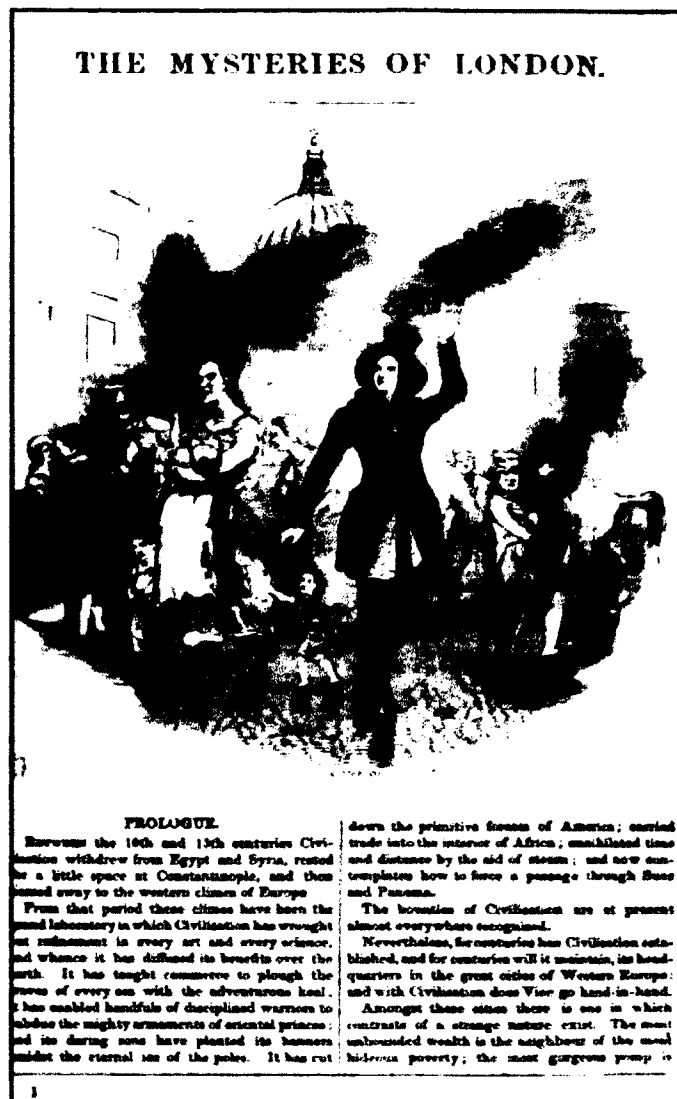 THE MYSTERIES OF LONDON.
PROLOGUE.
BETWEEN the 10th and 13th centuries Civi-
lisation withdrew from Egypt and Syria, rested
for a little space at Constantinople, and then
passed away to the western climes of Europe
From that period these climes have been the
grand laboratory in which Civilisation has wrought
out refinement in every art and every science,
and whence it has diffused its benefits over the
earth. It has taught commerce to plough the
waves of every sea with the adventurous keel,
it has enabled handfuls of disciplined warriors to
subdue the mighty armaments of oriental princes;
and its daring sons have planted its banners
amidst the eternal ice of the poles. It has cut
down the primitive forests of America; carried
trade into the interior of Africa; annihilated time
and distance by the aid of steam; and now con-
templates how to force a passage through Suez
and Panama.
The bounties of Civilisation are at present
almost everywhere recognised.
Nevertheless, for centuries has Civilisation esta-
blished, and for centuries will it maintain, its head-
quarters in the great cities of Western Europe:
and with Civilisation does Vice go hand-in-hand.
Amongst these cities there is one in which
contrasts of a strange nature exist. The most
unbounded wealth is the neighbour of the most
hideous poverty; the most gorgeous pomp is
1